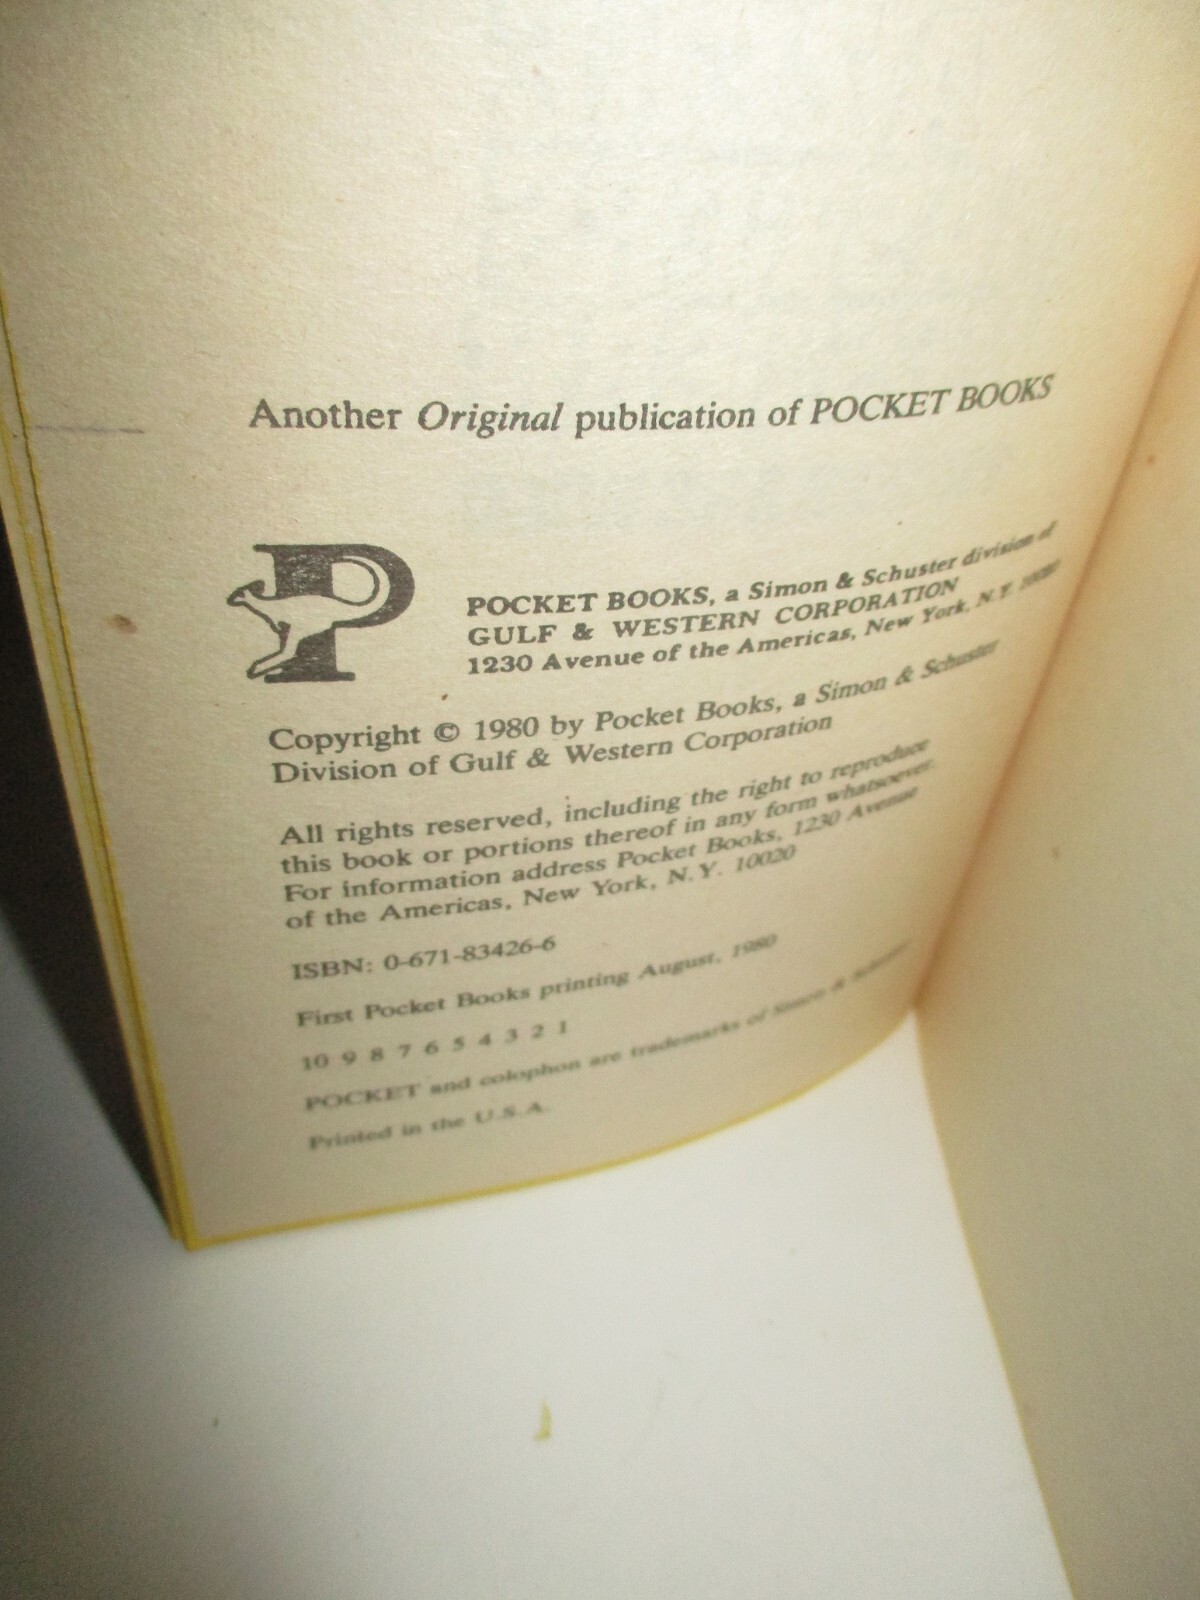 Another Original publication of POCKET BOOKS
P
POCKET BOOKS, a Simon & Schuster division of
GULF & WESTERN CORPORATION
1230 Avenue of the Americas, New York, N.Y. 10020
Copyright © 1980 by Pocket Books, a Simon & Schuster
Division of Gulf & Western Corporation
All rights reserved, including the right to reproduce
this book or portions thereof in any form whatsoever.
For information address Pocket Books, 1230 Avenue
of the Americas, New York, N.Y. 10020
ISBN: 0-671-83426-6
First Pocket Books printing August, 1980
10 9 8 7 6 5 4 3 2 1
POCKET and colophon are trademarks of Simon & Schuster
Printed in the U.S.A.